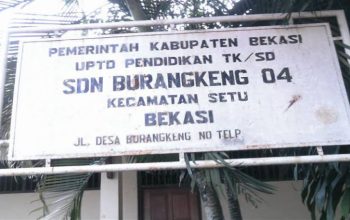 PEMERINTAH KABUPATEN BEKASI
UPTD PENDIDIKAN TK/SD
SDN BURANGKENG 04
KECAMATAN SETU
BEKASI
JL. DESA BURANGKENG NO TELP